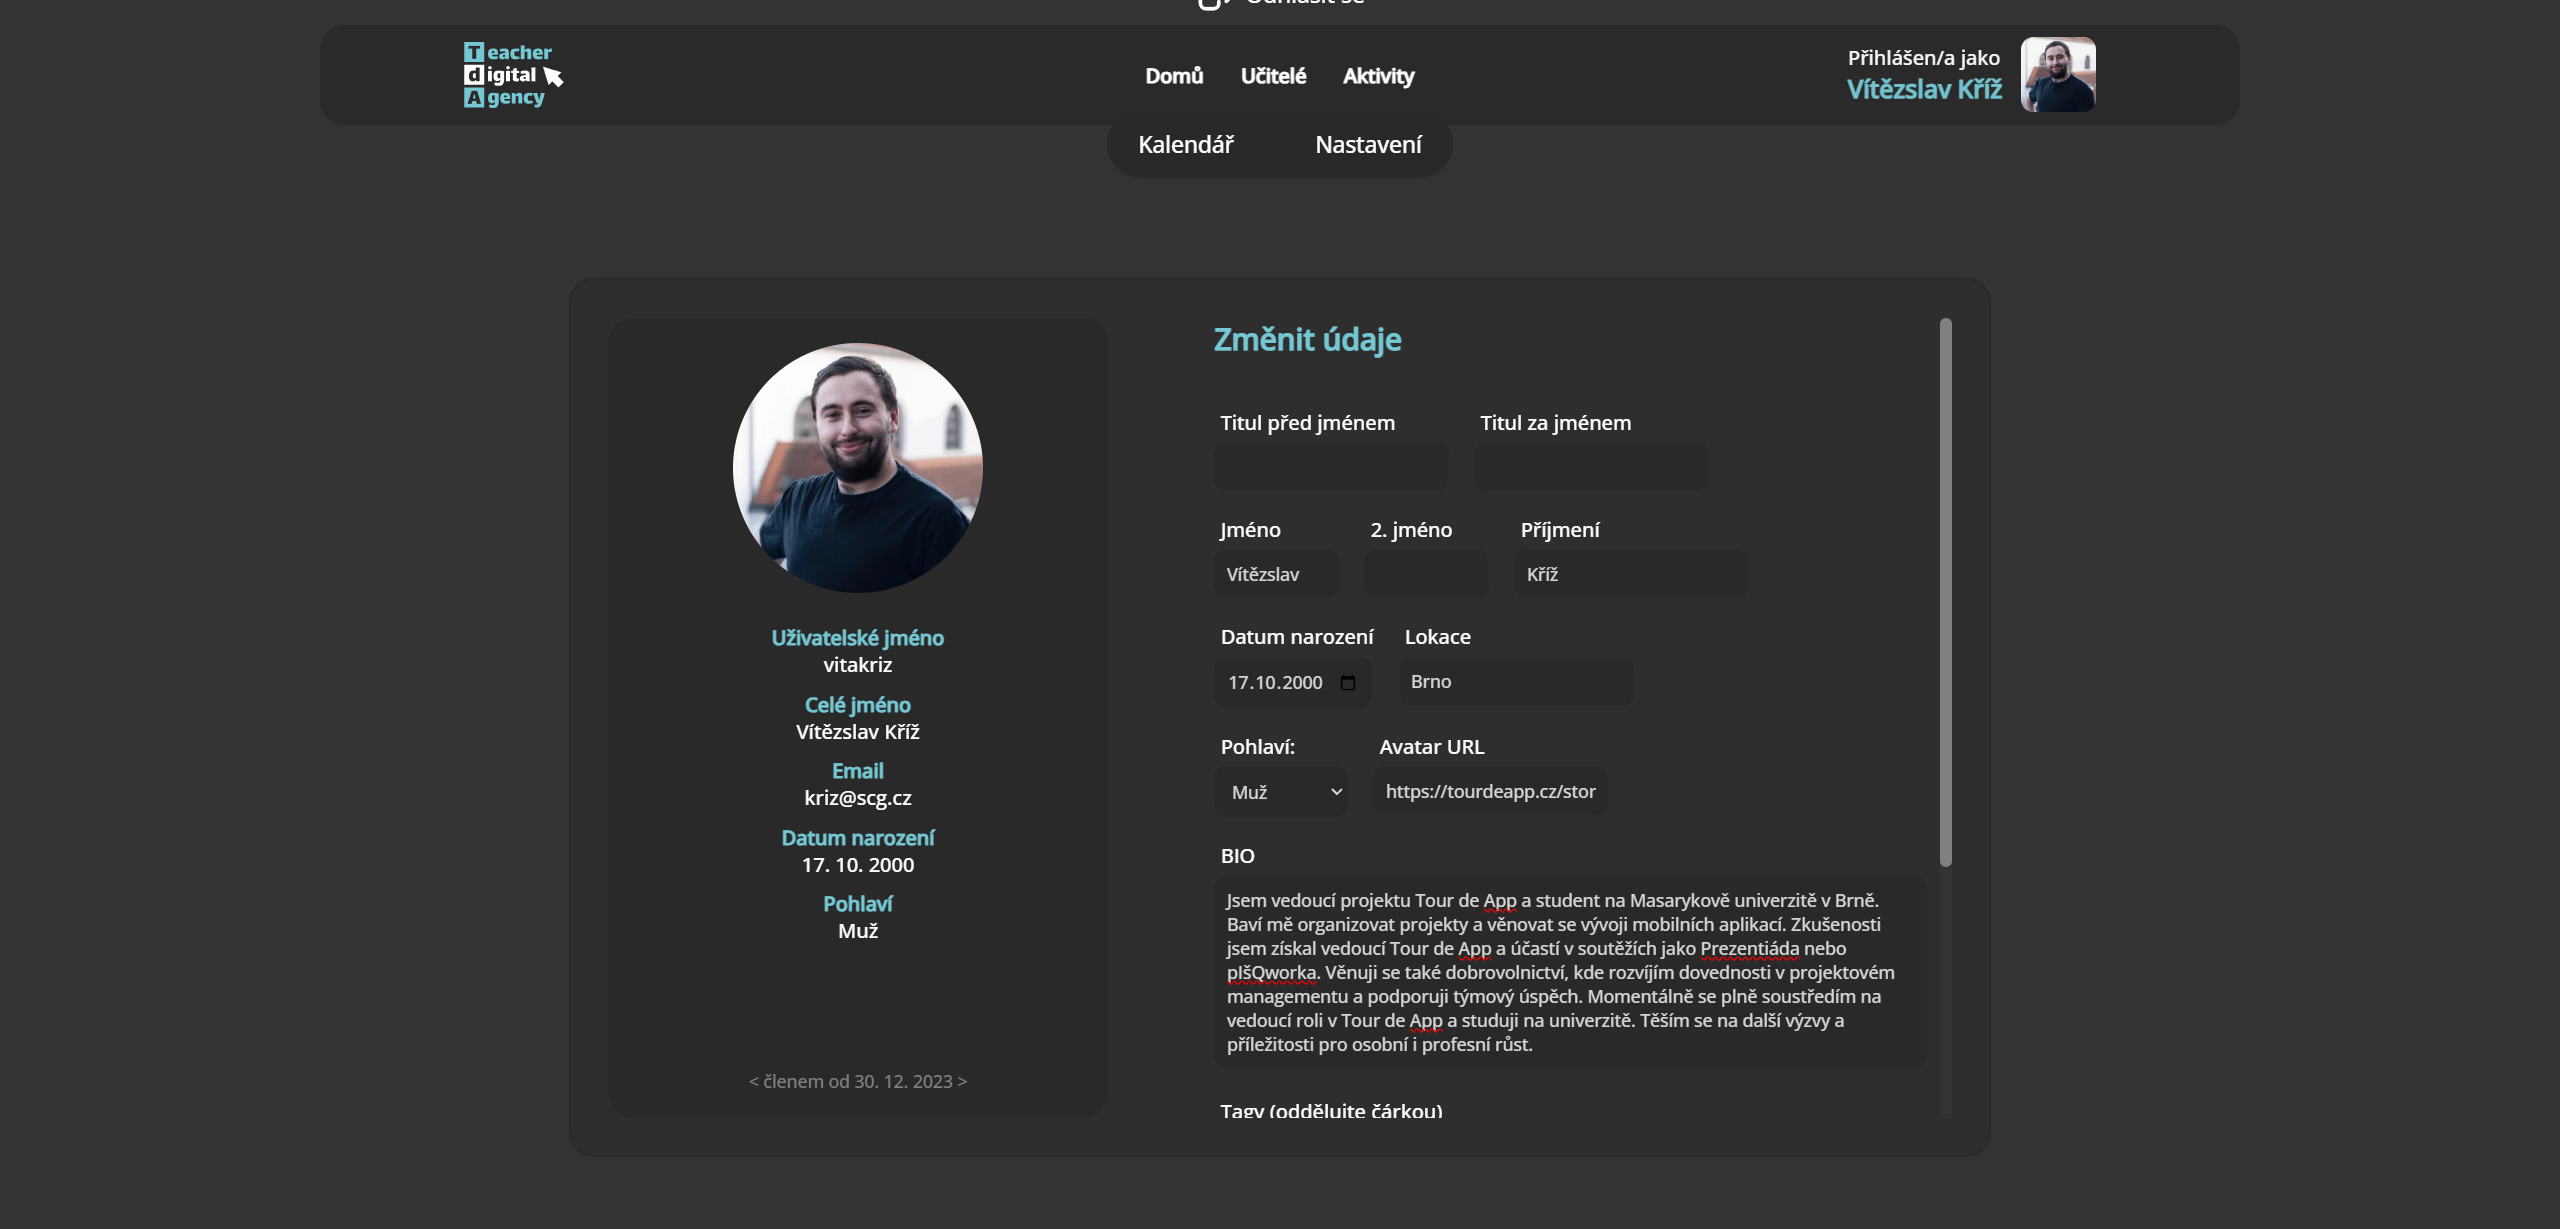 Odhlásit se
Teacher
digital
Agency
Domů Učitelé Aktivity
Přihlášen/a jako
Vítězslav Kříž
Kalendář Nastavení
Uživatelské jméno
vitakriz
Celé jméno
Vítězslav Kříž
Email
kriz@scg.cz
Datum narození
17. 10. 2000
Pohlaví
Muž
< členem od 30. 12. 2023 >
Změnit údaje
Titul před jménem Titul za jménem
Jméno 2. jméno Příjmení
Vítězslav Kříž
Datum narození Lokace
17.10.2000 Brno
Pohlaví: Avatar URL
Muž https://tourdeapp.cz/stor
BIO
Jsem vedoucí projektu Tour de App a student na Masarykově univerzitě v Brně.
Baví mě organizovat projekty a věnovat se vývoji mobilních aplikací. Zkušenosti
jsem získal vedoucí Tour de App a účastí v soutěžích jako Prezentiáda nebo
pIšQworka. Věnuji se také dobrovolnictví, kde rozvíjím dovednosti v projektovém
managementu a podporuji týmový úspěch. Momentálně se plně soustředím na
vedoucí roli v Tour de App a studuji na univerzitě. Těším se na další výzvy a
příležitosti pro osobní i profesní růst.
Tagy (oddělujte čárkou)